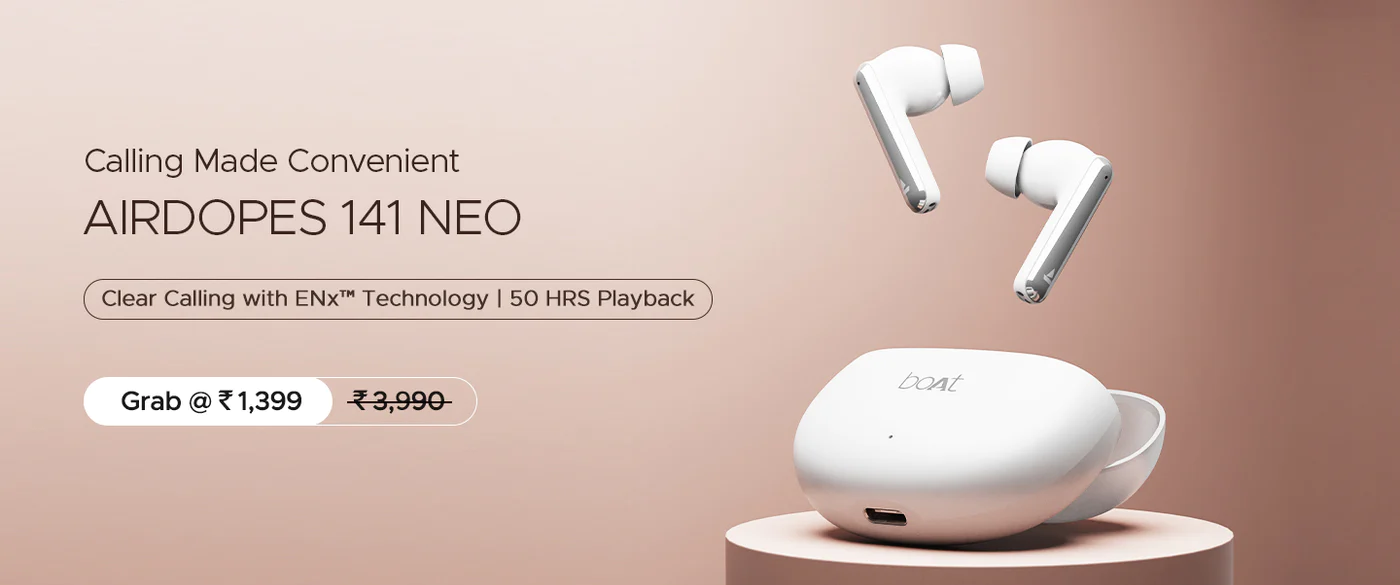 Calling Made Convenient
AIRDOPES 141 NEO
Clear Calling with ENx™ Technology | 50 HRS Playback
Grab @ ₹1,399 ₹3,990
boAt